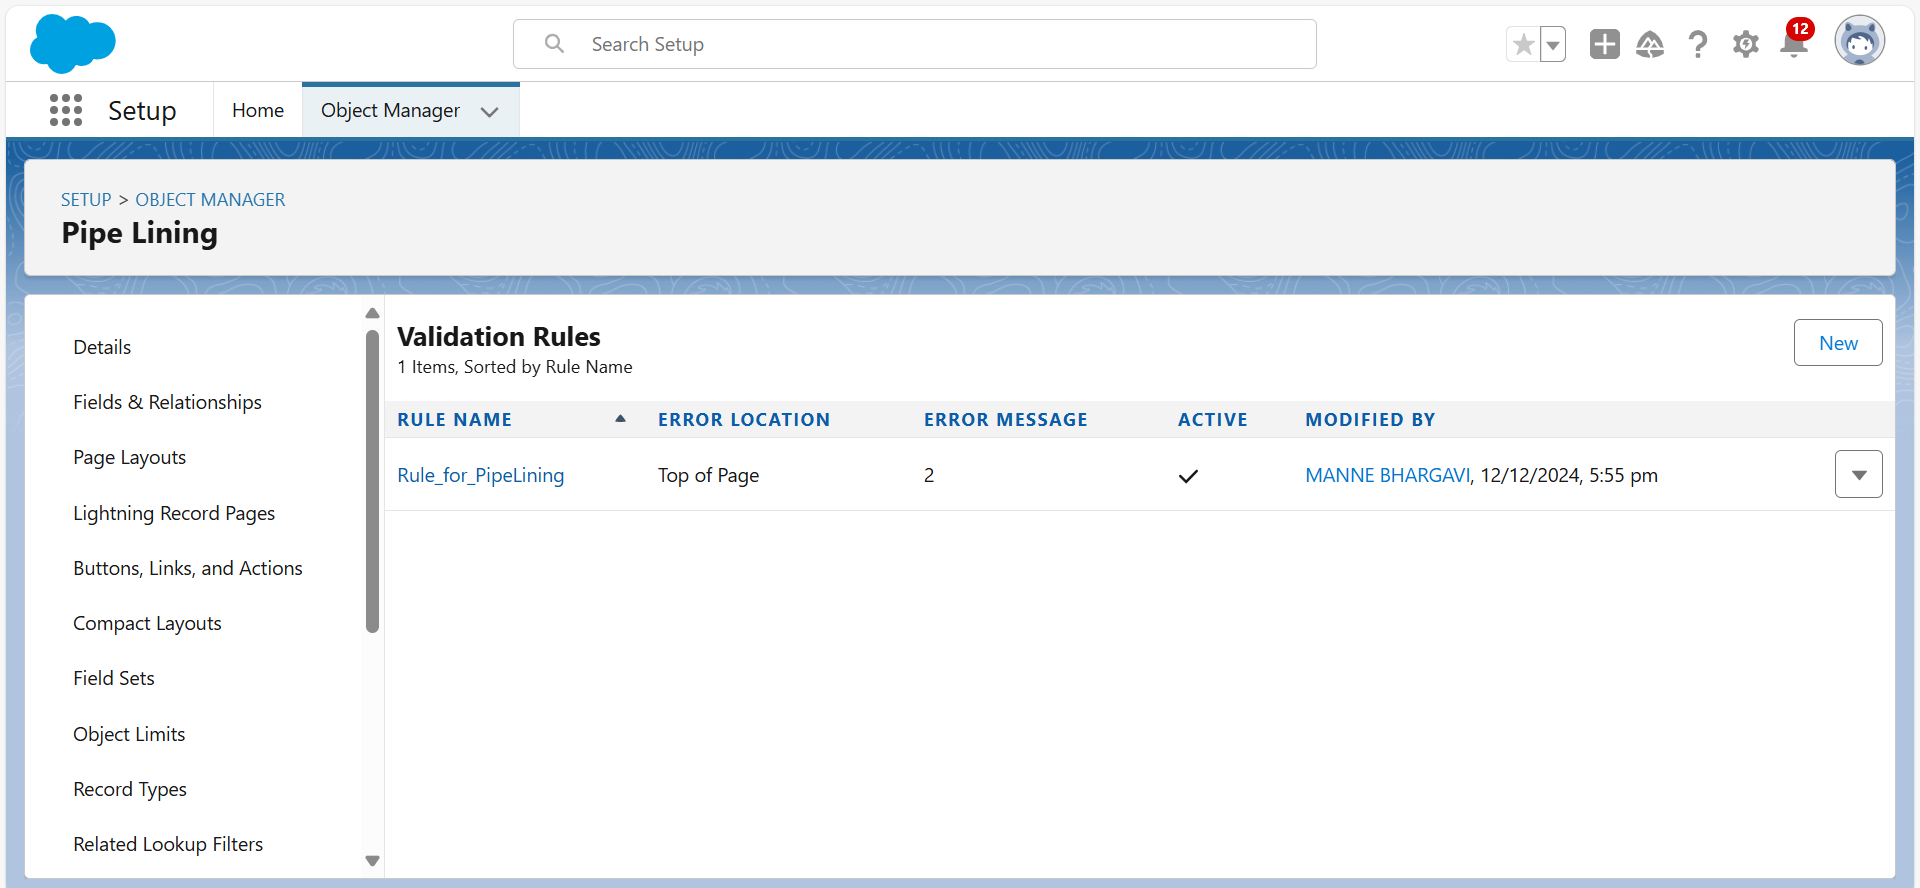 Search Setup
12
Setup
Home
Object Manager
SETUP > OBJECT MANAGER
Pipe Lining
Details
Fields & Relationships
Page Layouts
Lightning Record Pages
Buttons, Links, and Actions
Compact Layouts
Field Sets
Object Limits
Record Types
Related Lookup Filters
Validation Rules
1 Items, Sorted by Rule Name
New
RULE NAME ERROR LOCATION ERROR MESSAGE ACTIVE MODIFIED BY
Rule_for_PipeLining Top of Page 2 MANNE BHARGAVI, 12/12/2024, 5:55 pm